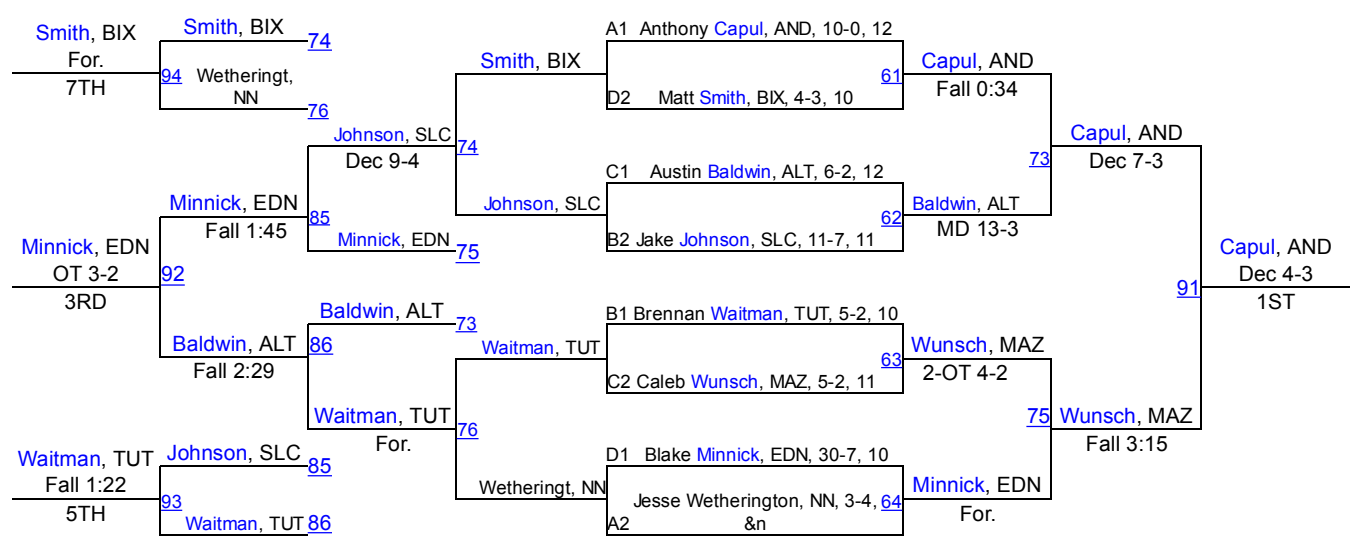 Smith, BIX
For.
7TH
Smith, BIX
74
94
Wetheringt,
NN
76
Johnson, SLC
Dec 9-4
74
Minnick, EDN
Fall 1:45
85
Minnick, EDN
75
Minnick, EDN
OT 3-2
3RD
92
Baldwin, ALT
73
Baldwin, ALT
Fall 2:29
86
Waitman, TUT
For.
76
Waitman, TUT
Fall 1:22
5TH
Johnson, SLC
85
93
Waitman, TUT
86
Smith, BIX
Johnson, SLC
Waitman, TUT
Wetheringt, NN
A1 Anthony Capul, AND, 10-0, 12
61
D2 Matt Smith, BIX, 4-3, 10
C1 Austin Baldwin, ALT, 6-2, 12
62
B2 Jake Johnson, SLC, 11-7, 11
B1 Brennan Waitman, TUT, 5-2, 10
63
C2 Caleb Wunsch, MAZ, 5-2, 11
D1 Blake Minnick, EDN, 30-7, 10
64
Jesse Wetherington, NN, 3-4,
A2 &n
Capul, AND
Fall 0:34
73
Baldwin, ALT
MD 13-3
Wunsch, MAZ
2-OT 4-2
75
Minnick, EDN
For.
Capul, AND
Dec 7-3
91
Wunsch, MAZ
Fall 3:15
Capul, AND
Dec 4-3
1ST